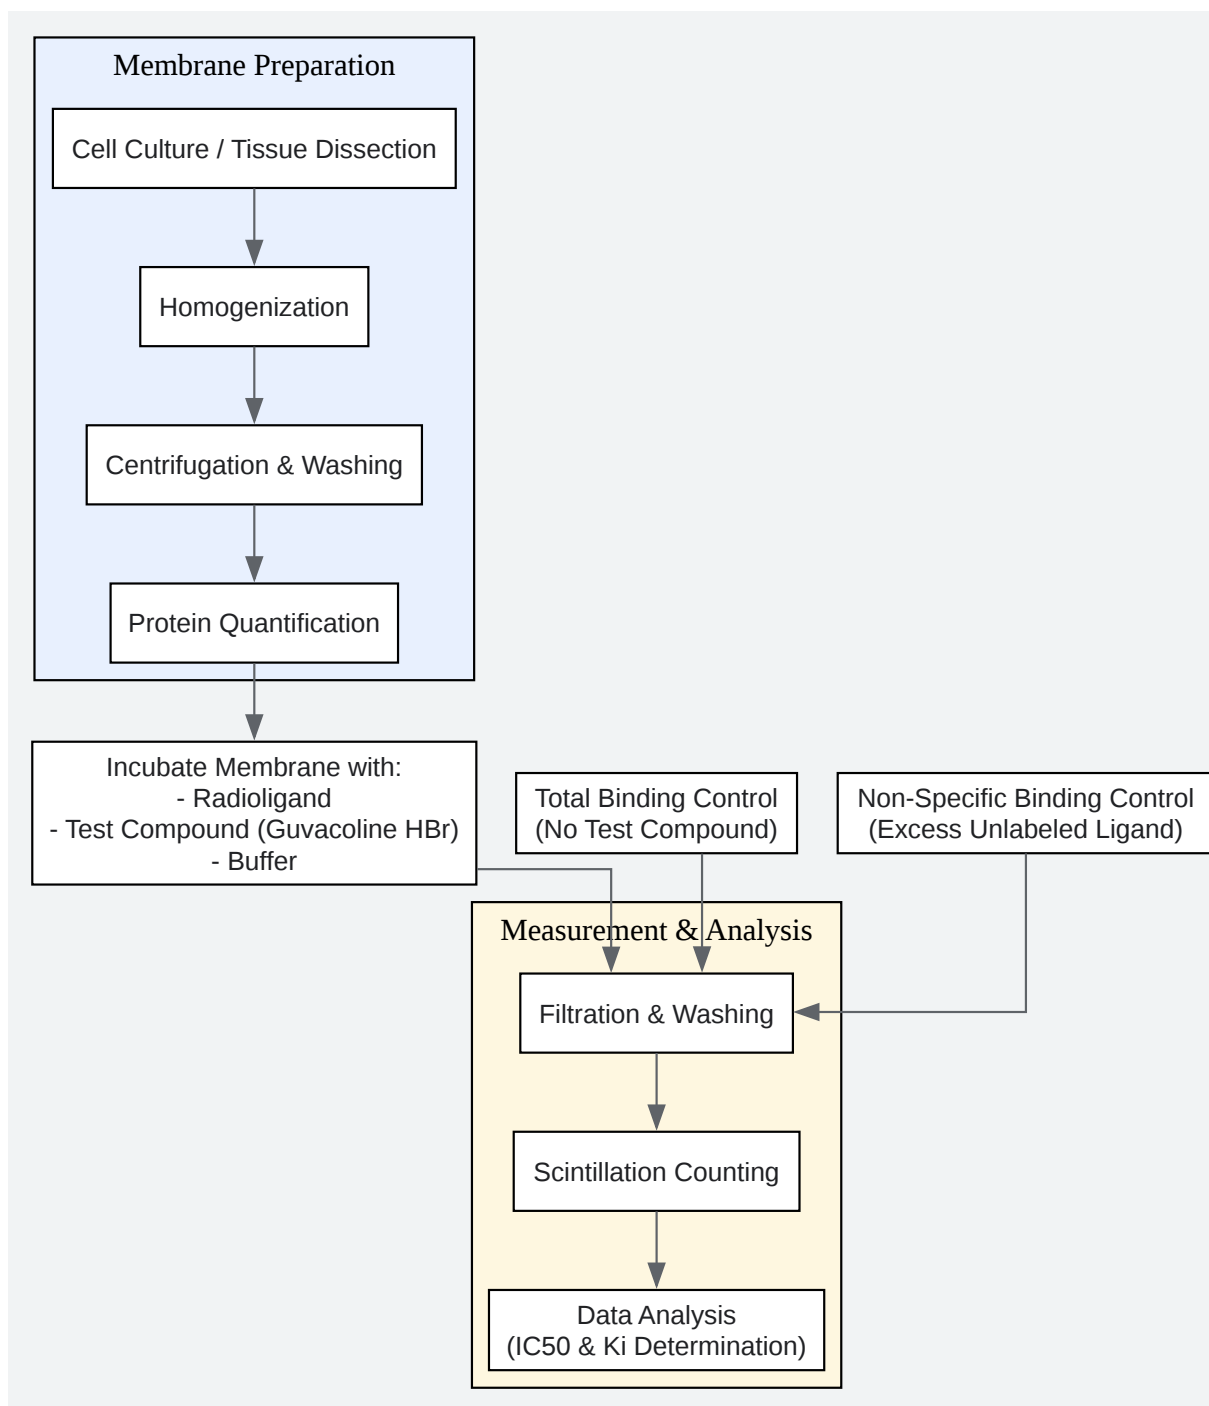 Membrane Preparation
Cell Culture / Tissue Dissection
Homogenization
Centrifugation & Washing
Protein Quantification
Incubate Membrane with:
- Radioligand
- Test Compound (Guvacoline HBr)
- Buffer
Total Binding Control
(No Test Compound)
Non-Specific Binding Control
(Excess Unlabeled Ligand)
Measurement & Analysis
Filtration & Washing
Scintillation Counting
Data Analysis
(IC50 & Ki Determination)